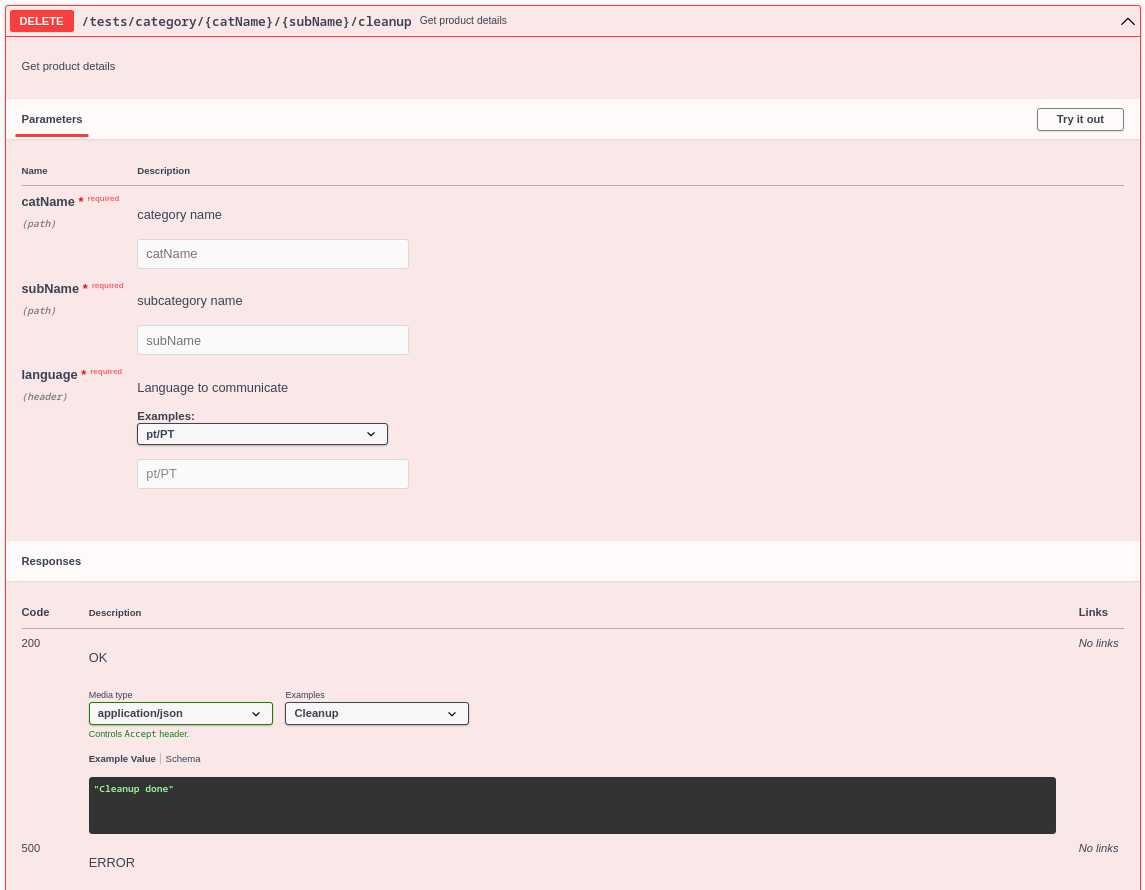 DELETE /tests/category/{catName}/{subName}/cleanup Get product details
Get product details
Parameters
Try it out
Name Description
catName * required
(path)
category name
catName
subName * required
(path)
subcategory name
subName
language * required
(header)
Language to communicate
Examples:
pt/PT
pt/PT
Responses
Code Description Links
200 No links
OK
Media type Examples
application/json Cleanup
Controls Accept header.
Example Value Schema
"Cleanup done"
500 No links
ERROR